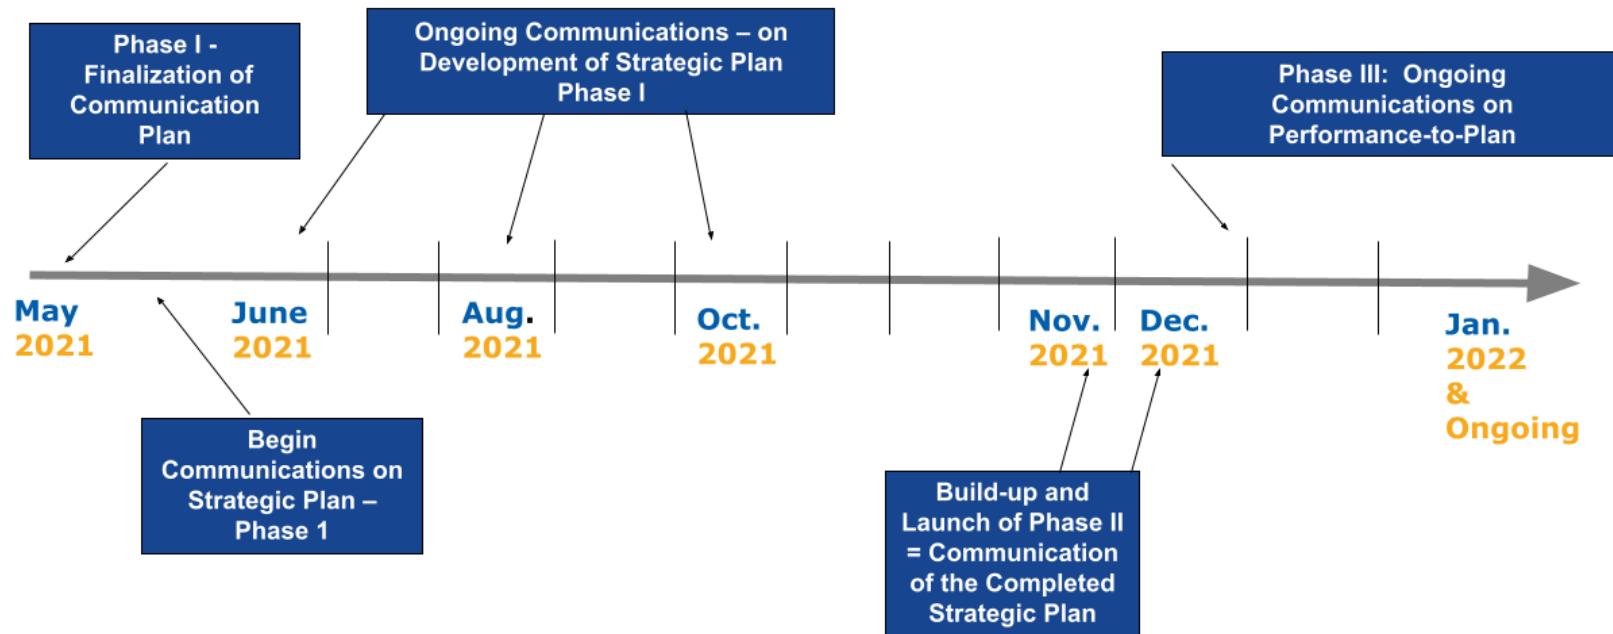 Phase I -
Finalization of
Communication
Plan
Ongoing Communications – on
Development of Strategic Plan
Phase I
Phase III:  Ongoing
Communications on
Performance-to-Plan
May
2021
June
2021
Aug.
2021
Oct.
2021
Nov.
2021
Dec.
2021
Jan.
2022
&
Ongoing
Begin
Communications on
Strategic Plan –
Phase 1
Build-up and
Launch of Phase II
= Communication
of the Completed
Strategic Plan